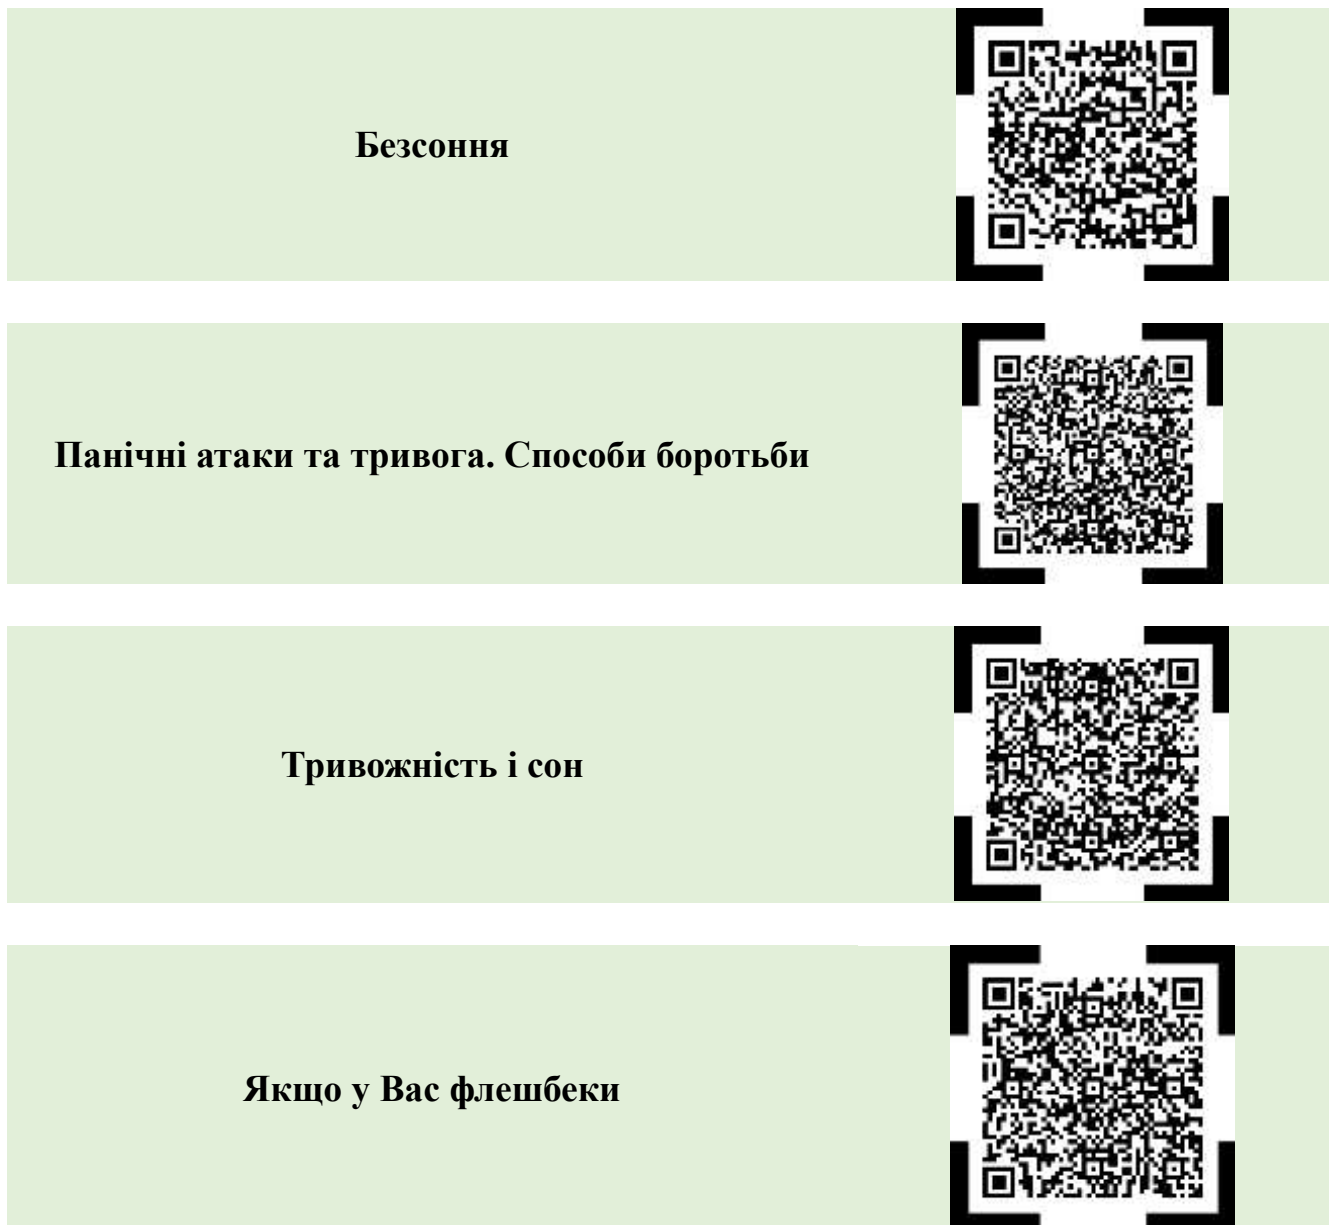 Безсоння
Панічні атаки та тривога. Способи боротьби
Тривожність і сон
Якщо у Вас флешбеки